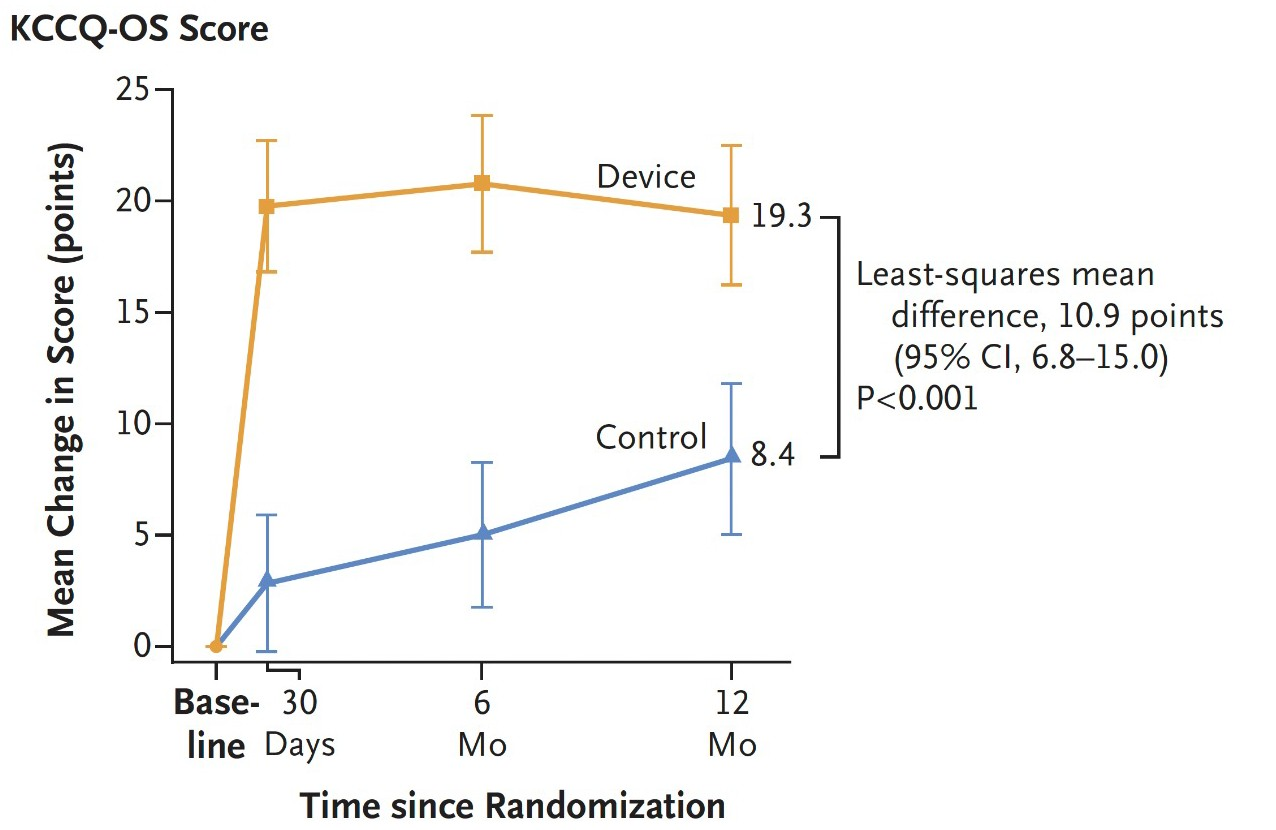 KCCQ-OS Score
Mean Change in Score (points)
25
20
15
10
5
0
Device
19.3
Control
8.4
Least-squares mean
difference, 10.9 points
(95% CI, 6.8–15.0)
P<0.001
Base-
line
30
Days
6
Mo
12
Mo
Time since Randomization